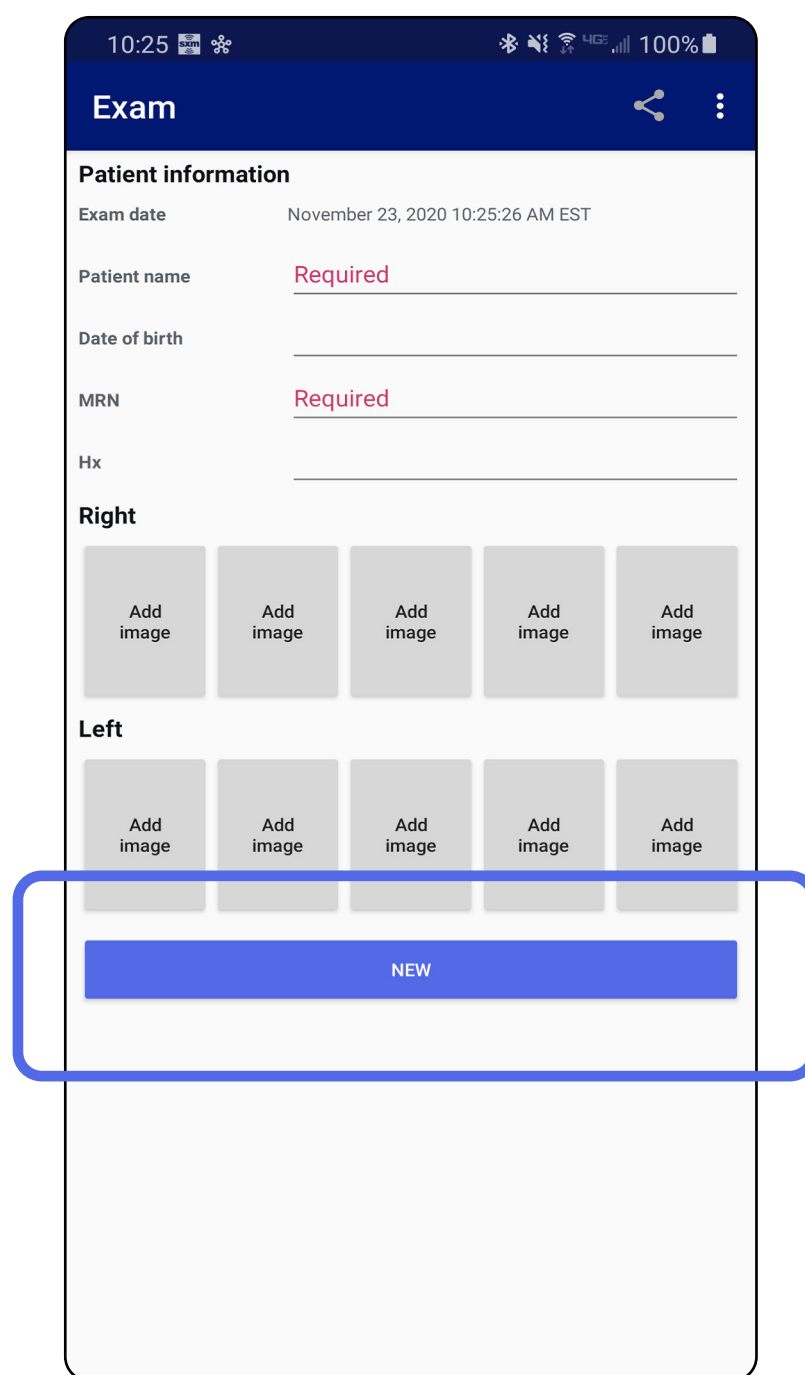 10:25 sxm 4GE 100%
Exam
Patient information
Exam date November 23, 2020 10:25:26 AM EST
Patient name Required
Date of birth
MRN Required
Hx
Right
Add image Add image Add image Add image Add image
Left
Add image Add image Add image Add image Add image
NEW